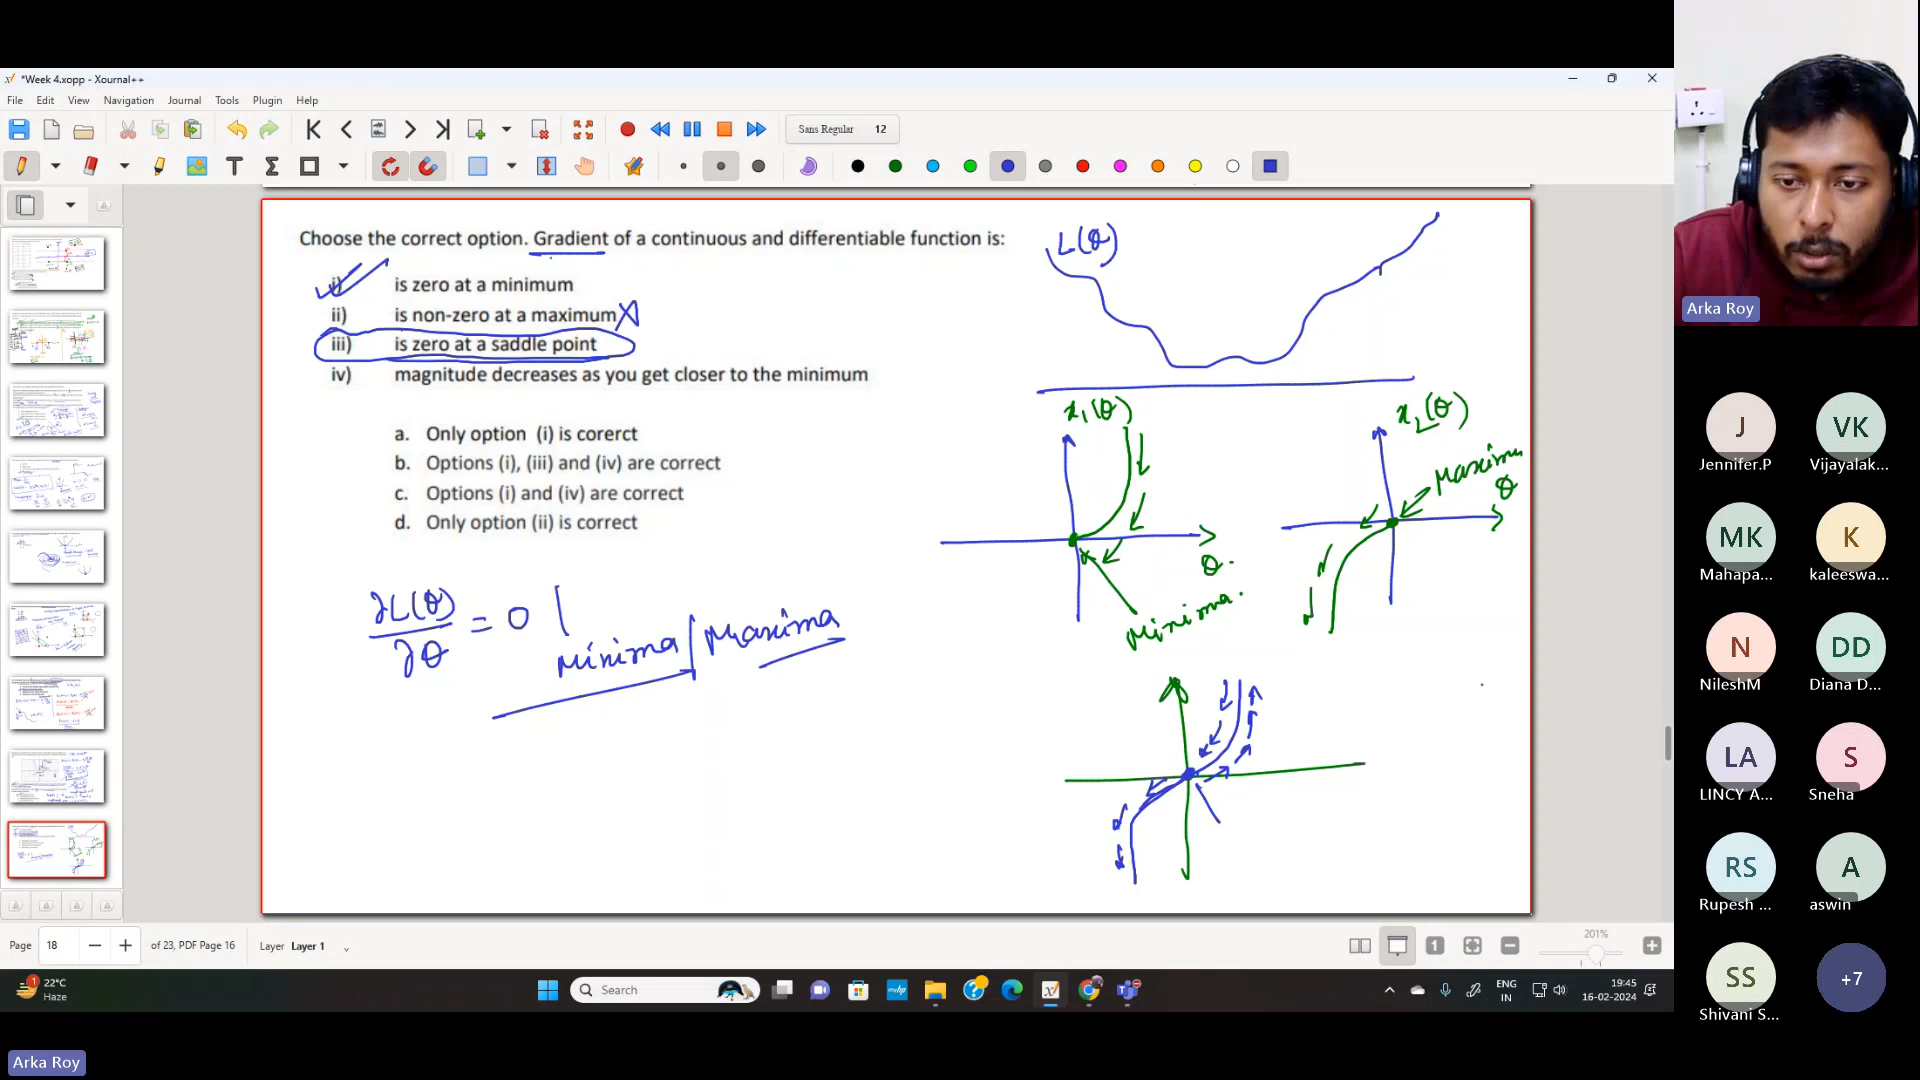 *Week 4.xopp - Xournal++
File Edit View Navigation Journal Tools Plugin Help
Sans Regular 12
Choose the correct option. Gradient of a continuous and differentiable function is:
i) is zero at a minimum
ii) is non-zero at a maximum X
iii) is zero at a saddle point
iv) magnitude decreases as you get closer to the minimum
a. Only option (i) is corerct
b. Options (i), (iii) and (iv) are correct
c. Options (i) and (iv) are correct
d. Only option (ii) is correct
∂L(θ)/∂θ = 0 | Minima | Maxima
L(θ)
x₁(θ)
θ
Minima.
x₂(θ)
Maxima
θ
Page 18 of 23, PDF Page 16 Layer Layer 1
201%
1
22°C
Haze
Search
ENG
IN
19:45
16-02-2024
Arka Roy
Arka Roy
J VK
Jennifer.P Vijayalak...
MK K
Mahapa... kaleeswa...
N DD
NileshM Diana D...
LA S
LINCY A... Sneha
RS A
Rupesh ... aswin
SS +7
Shivani S...